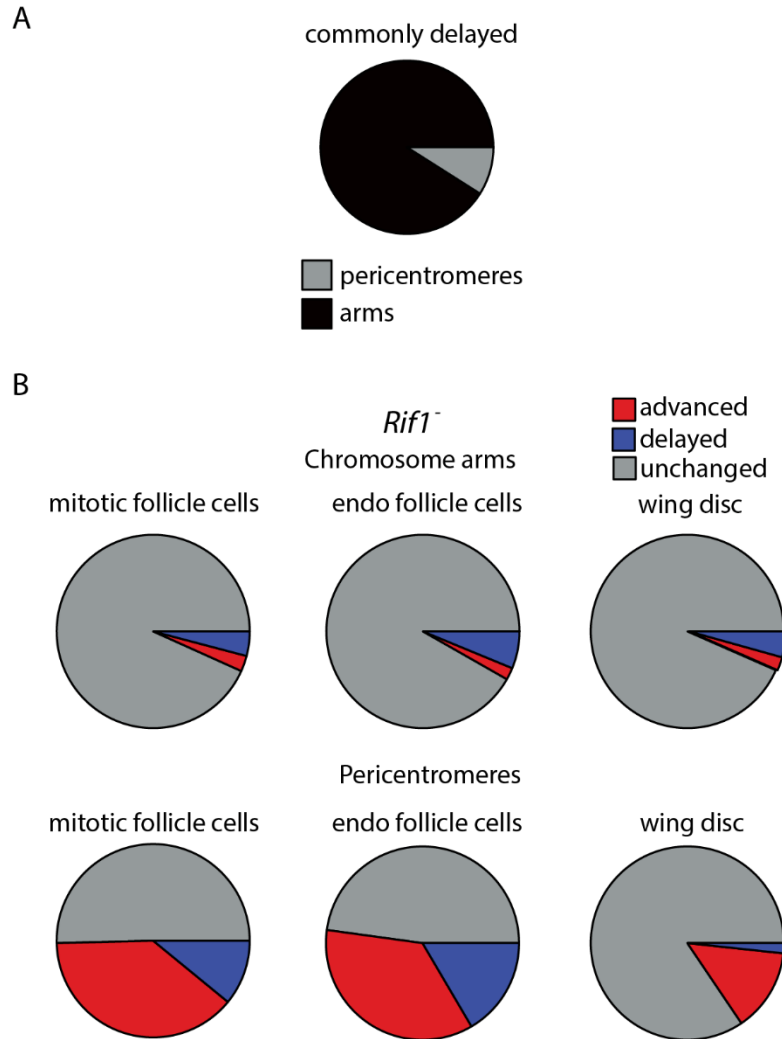 A
commonly delayed
pericentromeres
arms
B
Rif1⁻
Chromosome arms
advanced
delayed
unchanged
mitotic follicle cells
endo follicle cells
wing disc
Pericentromeres
mitotic follicle cells
endo follicle cells
wing disc